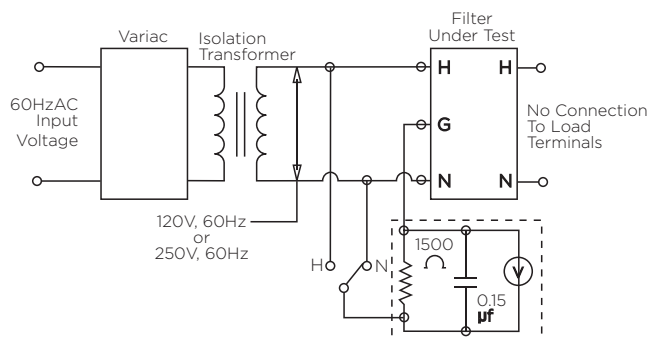 Variac
Isolation
Transformer
Filter
Under Test
60HzAC
Input
Voltage
H
H
G
N
N
No Connection
To Load
Terminals
120V, 60Hz
or
250V, 60Hz
H
N
1500
V
0.15
µf